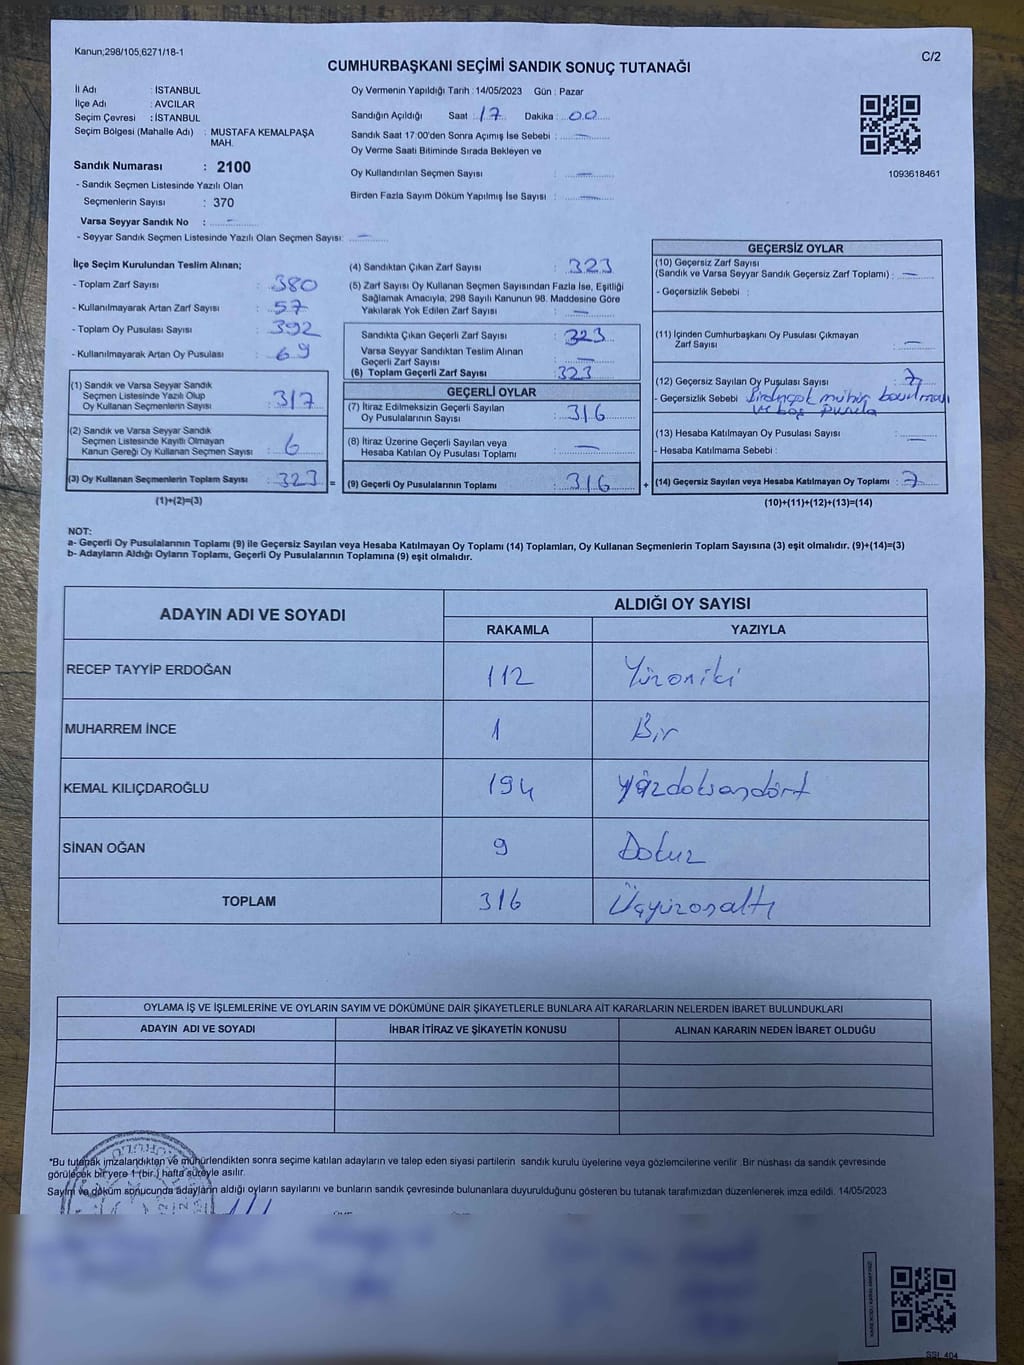 Kanun;298/105,6271/18-1
C/2
CUMHURBAŞKANI SEÇİMİ SANDIK SONUÇ TUTANAĞI
İl Adı : İSTANBUL
İlçe Adı : AVCILAR
Seçim Çevresi : İSTANBUL
Seçim Bölgesi (Mahalle Adı) : MUSTAFA KEMALPAŞA
MAH.
Sandık Numarası : 2100
- Sandık Seçmen Listesinde Yazılı Olan
Seçmenlerin Sayısı : 370
Varsa Seyyar Sandık No : –
- Seyyar Sandık Seçmen Listesinde Yazılı Olan Seçmen Sayısı: –
Oy Vermenin Yapıldığı Tarih : 14/05/2023 Gün : Pazar
Sandığın Açıldığı Saat : 17 Dakika : 00
Sandık Saat 17:00'den Sonra Açımış İse Sebebi : –
Oy Verme Saati Bitiminde Sırada Bekleyen ve
Oy Kullandırılan Seçmen Sayısı : –
Birden Fazla Sayım Döküm Yapılmış İse Sayısı : –
1093618461
İlçe Seçim Kurulundan Teslim Alınan;
- Toplam Zarf Sayısı : 380
- Kullanılmayarak Artan Zarf Sayısı : 57
- Toplam Oy Pusulası Sayısı : 392
- Kullanılmayarak Artan Oy Pusulası : 69
(1) Sandık ve Varsa Seyyar Sandık
Seçmen Listesinde Yazılı Olup
Oy Kullanan Seçmenlerin Sayısı : 317
(2) Sandık ve Varsa Seyyar Sandık
Seçmen Listesinde Kayıtlı Olmayan
Kanun Gereği Oy Kullanan Seçmen Sayısı : 6
(3) Oy Kullanan Seçmenlerin Toplam Sayısı : 323 =
(1)+(2)=(3)
(4) Sandıktan Çıkan Zarf Sayısı : 323
(5) Zarf Sayısı Oy Kullanan Seçmen Sayısından Fazla İse, Eşitliği
Sağlamak Amacıyla, 298 Sayılı Kanunun 98. Maddesine Göre
Yakılarak Yok Edilen Zarf Sayısı : –
Sandıkta Çıkan Geçerli Zarf Sayısı : 323
Varsa Seyyar Sandıktan Teslim Alınan
Geçerli Zarf Sayısı : –
(6) Toplam Geçerli Zarf Sayısı : 323
GEÇERLİ OYLAR
(7) İtiraz Edilmeksizin Geçerli Sayılan
Oy Pusulalarının Sayısı : 316
(8) İtiraz Üzerine Geçerli Sayılan veya
Hesaba Katılan Oy Pusulaları Toplamı : –
(9) Geçerli Oy Pusulalarının Toplamı : 316 +
GEÇERSİZ OYLAR
(10) Geçersiz Zarf Sayısı
(Sandık ve Varsa Seyyar Sandık Geçersiz Zarf Toplamı) : –
- Geçersizlik Sebebi :
(11) İçinden Cumhurbaşkanı Oy Pusulası Çıkmayan
Zarf Sayısı : –
(12) Geçersiz Sayılan Oy Pusulası Sayısı : 7
- Geçersizlik Sebebi : Birden çok mühür basılması
ve boş pusula
(13) Hesaba Katılmayan Oy Pusulası Sayısı : –
- Hesaba Katılmama Sebebi :
(14) Geçersiz Sayılan veya Hesaba Katılmayan Oy Toplamı : 7
(10)+(11)+(12)+(13)=(14)
NOT:
a- Geçerli Oy Pusulalarının Toplamı (9) ile Geçersiz Sayılan veya Hesaba Katılmayan Oy Toplamı (14) Toplamları, Oy Kullanan Seçmenlerin Toplam Sayısına (3) eşit olmalıdır. (9)+(14)=(3)
b- Adayların Aldığı Oyların Toplamı, Geçerli Oy Pusulalarının Toplamına (9) eşit olmalıdır.
ADAYIN ADI VE SOYADI ALDIĞI OY SAYISI
RAKAMLA YAZIYLA
RECEP TAYYİP ERDOĞAN 112 Yüzoniki
MUHARREM İNCE 1 Bir
KEMAL KILIÇDAROĞLU 194 Yüzdoksandört
SİNAN OĞAN 9 Dokuz
TOPLAM 316 Üçyüzonaltı
OYLAMA İŞ VE İŞLEMLERİNE VE OYLARIN SAYIM VE DÖKÜMÜNE DAİR ŞİKAYETLERLE BUNLARA AİT KARARLARIN NELERDEN İBARET BULUNDUKLARI
ADAYIN ADI VE SOYADI İHBAR İTİRAZ VE ŞİKAYETİN KONUSU ALINAN KARARIN NEDEN İBARET OLDUĞU
*Bu tutanak imzalandıktan ve mühürlendikten sonra seçime katılan adayların ve talep eden siyasi partilerin sandık kurulu üyelerine veya gözlemcilerine verilir .Bir nüshası da sandık çevresinde
görülecek bir yere 1 (bir.) hafta süreyle asılır.
Sayım ve döküm sonucunda adayların aldığı oyların sayılarını ve bunların sandık çevresinde bulunanlara duyurulduğunu gösteren bu tutanak tarafımızdan düzenlenerek imza edildi. 14/05/2023
SSI_404